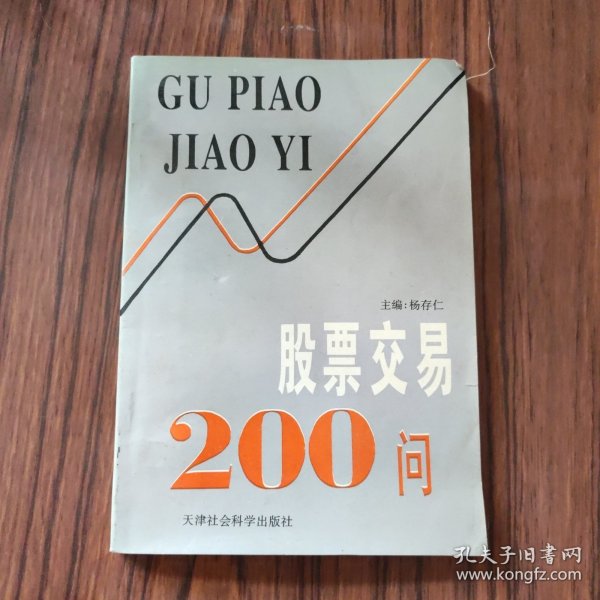 GU PIAO
JIAO YI
主编：杨存仁
股票交易
200问
天津社会科学出版社
孔夫子旧书网
www.kongfz.com